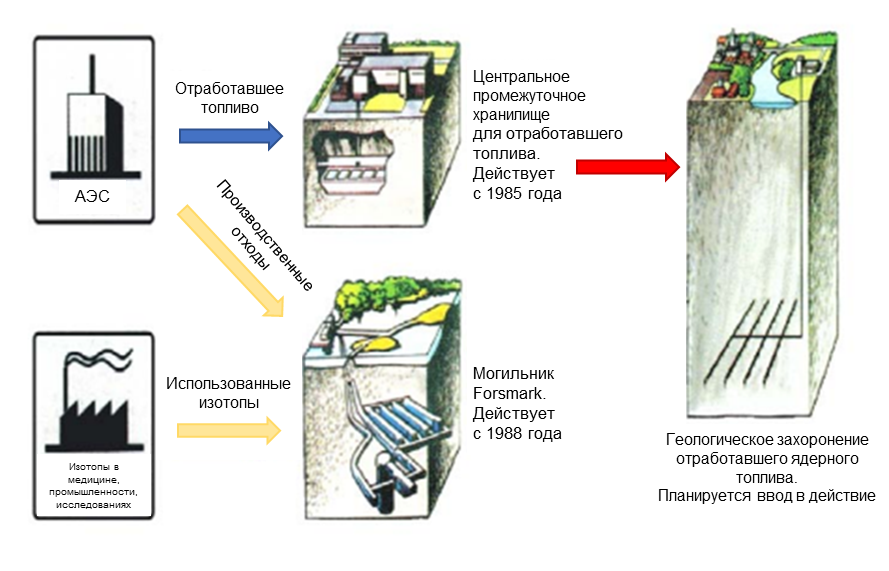 АЭС
Отработавшее
топливо
Центральное
промежуточное
хранилище
для отработавшего
топлива.
Действует
с 1985 года
Производственные
отходы
Изотопы в
медицине,
промышленности,
исследованиях
Использованные
изотопы
Могильник
Forsmark.
Действует
с 1988 года
Геологическое захоронение
отработавшего ядерного
топлива.
Планируется ввод в действие